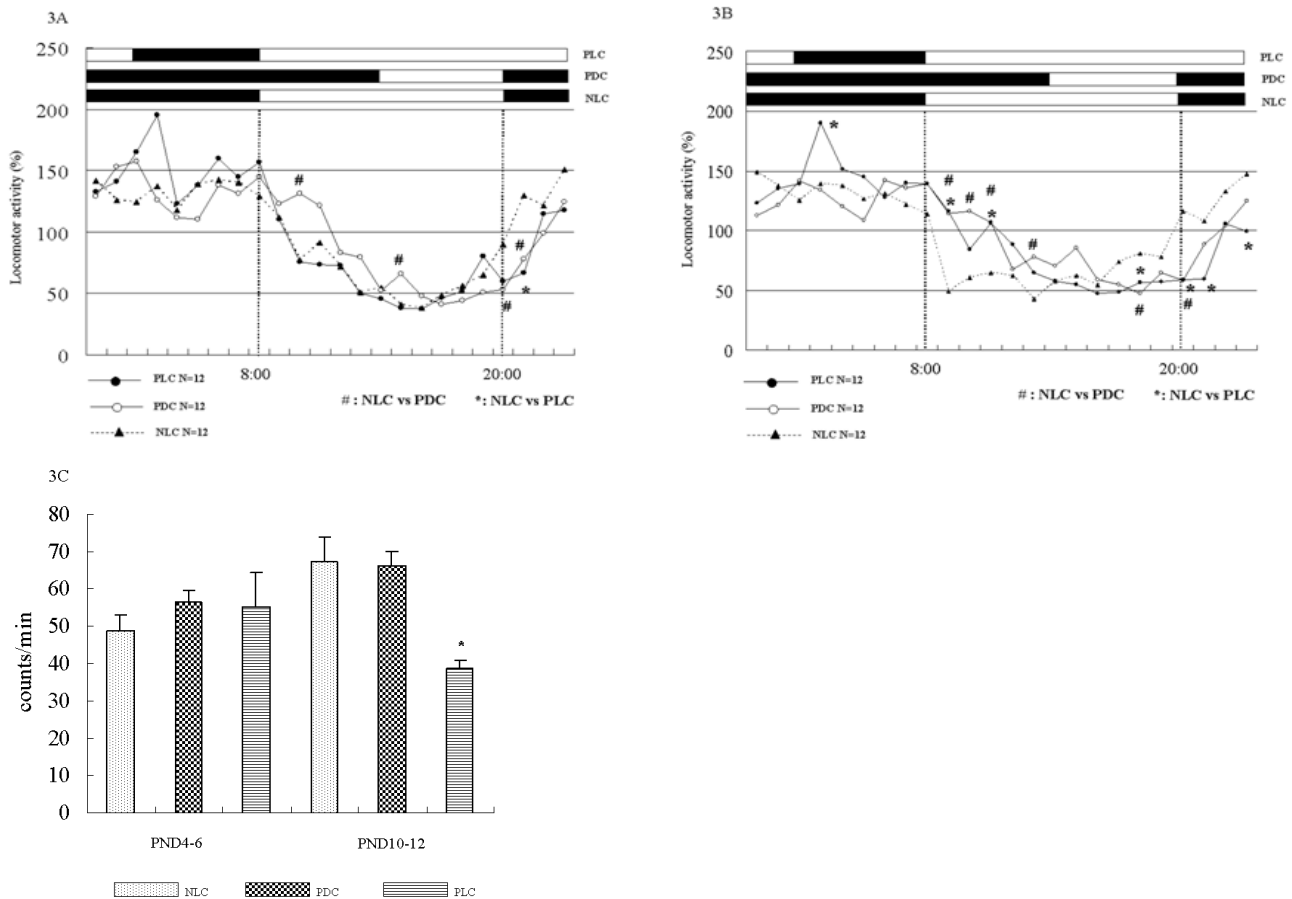 3A
250
PLC
PDC
NLC
200
150
100
50
0
Locomotor activity (%)
#
#
#
*
#
8:00
20:00
PLC N=12
PDC N=12
NLC N=12
# : NLC vs PDC
*: NLC vs PLC
3B
250
PLC
PDC
NLC
200
150
100
50
0
Locomotor activity (%)
*
#
*
#
#
*
#
*
#
*
#
*
*
8:00
20:00
PLC N=12
PDC N=12
NLC N=12
# : NLC vs PDC
*: NLC vs PLC
3C
80
70
60
50
40
30
20
10
0
counts/min
*
PND4-6
PND10-12
NLC
PDC
PLC